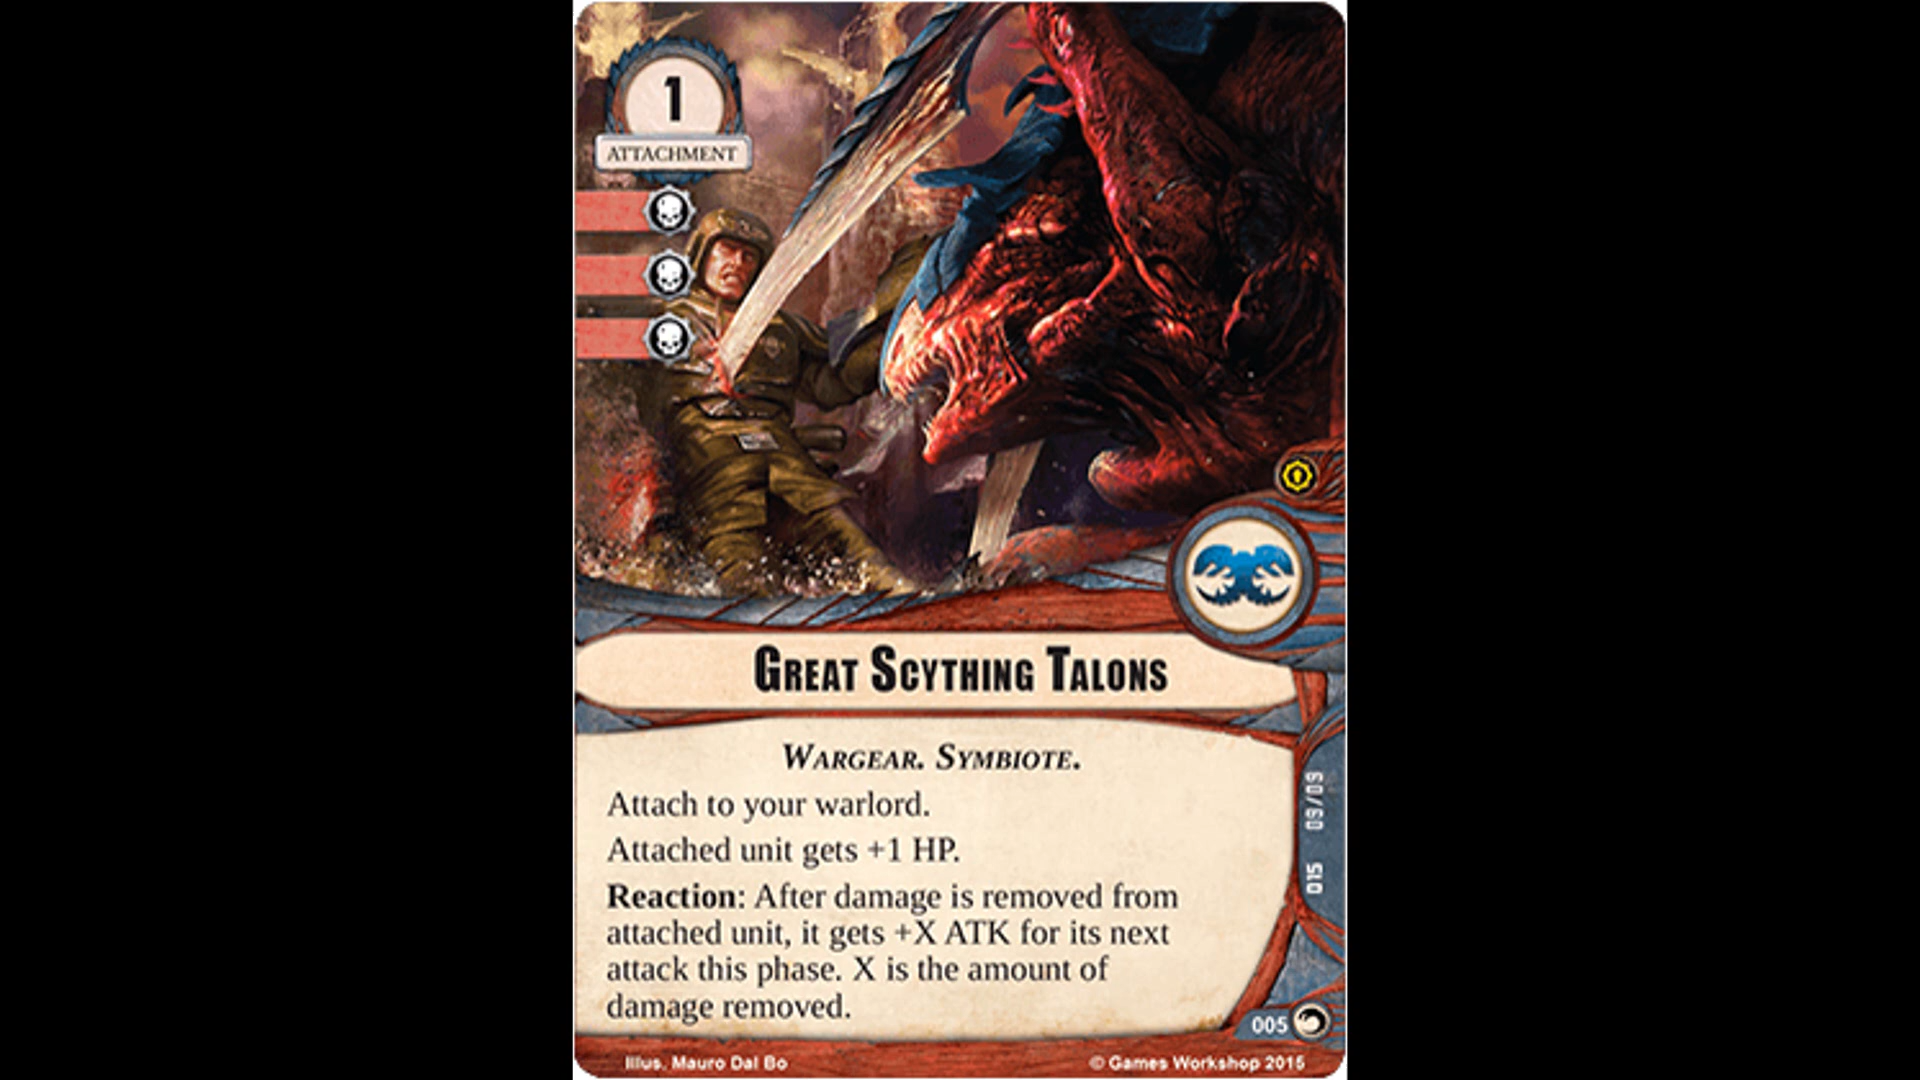 1
ATTACHMENT
GREAT SCYTHING TALONS
WARGEAR. SYMBIOTE.
Attach to your warlord.
Attached unit gets +1 HP.
Reaction: After damage is removed from
attached unit, it gets +X ATK for its next
attack this phase. X is the amount of
damage removed.
015 09/09
005
Illus. Mauro Dal Bo
© Games Workshop 2015